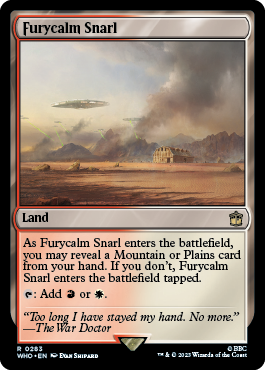 Furycalm Snarl
Land
As Furycalm Snarl enters the battlefield,
you may reveal a Mountain or Plains card
from your hand. If you don't, Furycalm
Snarl enters the battlefield tapped.
: Add or .
“Too long I have stayed my hand. No more.”
—The War Doctor
R 0283
WHO • EN Evan Shipard
© BBC
™ & © 2023 Wizards of the Coast